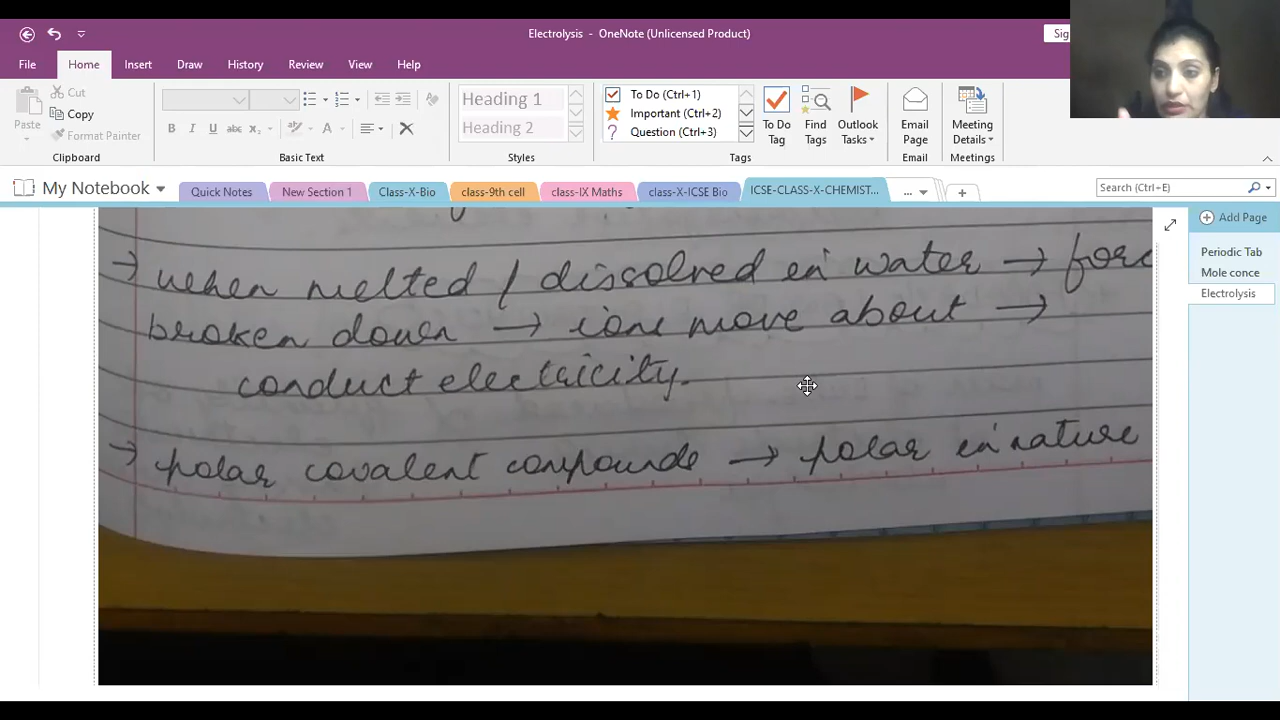 Electrolysis - OneNote (Unlicensed Product)
Sig
File Home Insert Draw History Review View Help
Paste
Cut
Copy
Format Painter
Clipboard
B I U abc x₂ A
Basic Text
Heading 1
Heading 2
Styles
To Do (Ctrl+1)
Important (Ctrl+2)
Question (Ctrl+3)
To Do Tag
Find Tags
Tags
Outlook Tasks
Email Page
Email
Meeting Details
Meetings
My Notebook
Quick Notes New Section 1 Class-X-Bio class-9th cell class-IX Maths class-X-ICSE Bio ICSE-CLASS-X-CHEMIST... ...
Search (Ctrl+E)
Add Page
Periodic Tab
Mole conce
Electrolysis
→ when melted / dissolved in water → forc
broken down → ions move about →
conduct electricity.
→ polar covalent compounds → polar in nature